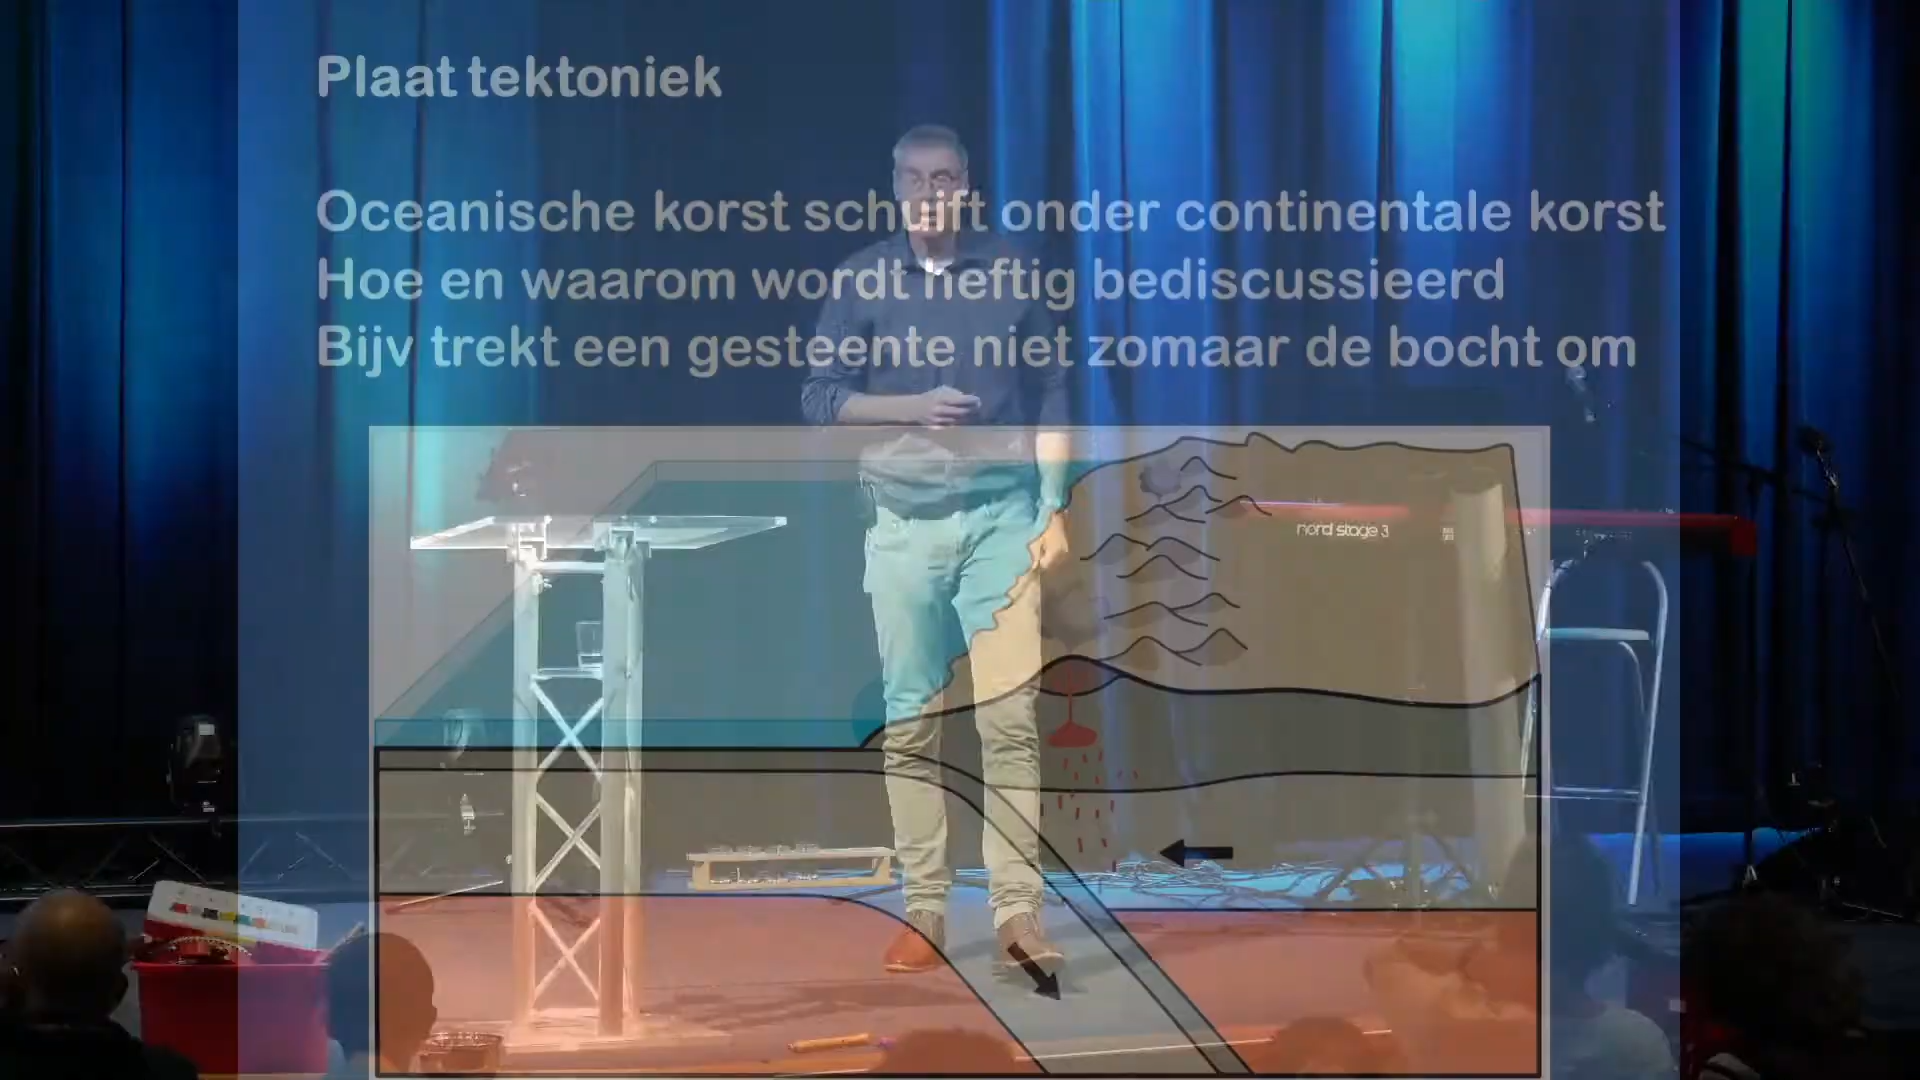 Plaat tektoniek
Oceanische korst schuift onder continentale korst
Hoe en waarom wordt heftig bediscussieerd
Bijv trekt een gesteente niet zomaar de bocht om
nord stage 3